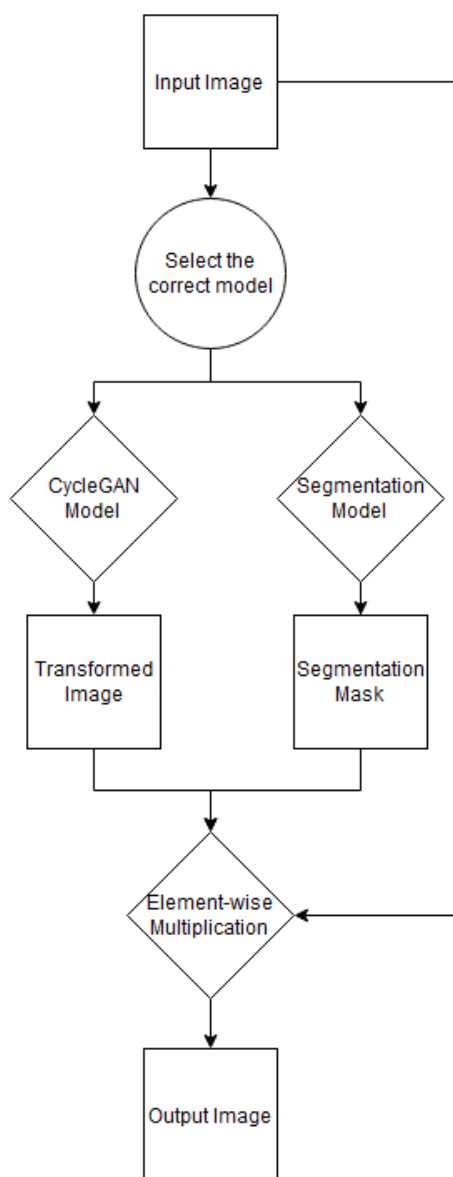 Input Image
Select the
correct model
CycleGAN
Model
Segmentation
Model
Transformed
Image
Segmentation
Mask
Element-wise
Multiplication
Output Image